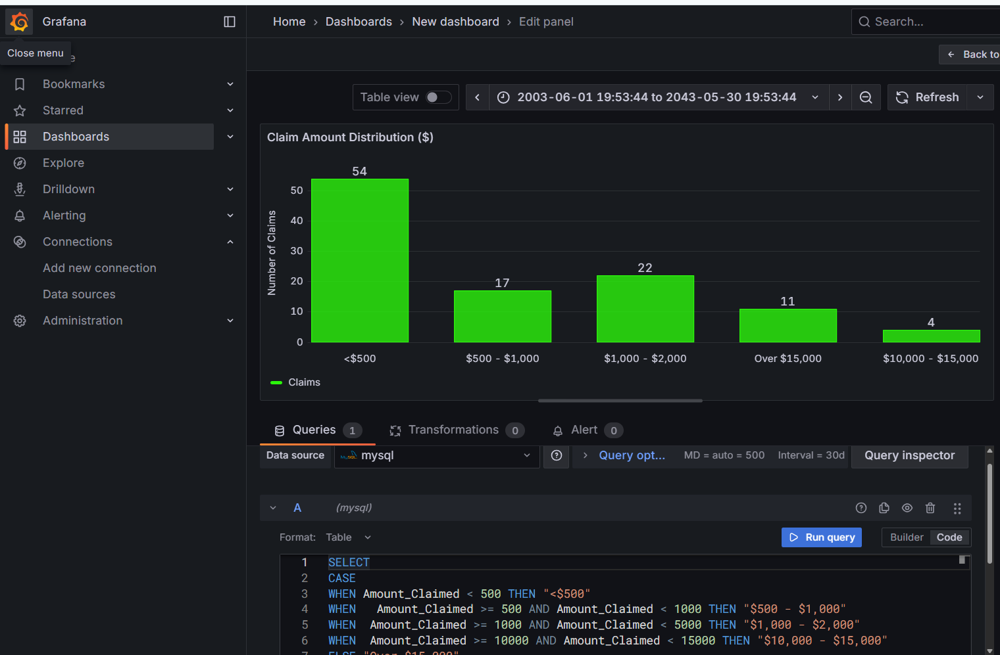 Grafana
Home › Dashboards › New dashboard › Edit panel
Search...
Close menu
e
Back to
Bookmarks
Starred
Dashboards
Explore
Drilldown
Alerting
Connections
Add new connection
Data sources
Administration
Table view
2003-06-01 19:53:44 to 2043-05-30 19:53:44
Refresh
Claim Amount Distribution ($)
Number of Claims
50
40
30
20
10
0
54
17
22
11
4
<$500
$500 - $1,000
$1,000 - $2,000
Over $15,000
$10,000 - $15,000
Claims
Queries 1
Transformations 0
Alert 0
Data source
MySQL mysql
Query opt...
MD = auto = 500
Interval = 30d
Query inspector
A (mysql)
Format: Table
Run query
Builder Code
1 SELECT
2 CASE
3 WHEN Amount_Claimed < 500 THEN "<$500"
4 WHEN   Amount_Claimed >= 500 AND Amount_Claimed < 1000 THEN "$500 - $1,000"
5 WHEN  Amount_Claimed >= 1000 AND Amount_Claimed < 5000 THEN "$1,000 - $2,000"
6 WHEN  Amount_Claimed >= 10000 AND Amount_Claimed < 15000 THEN "$10,000 - $15,000"
7 ELSE "Over $15,000"